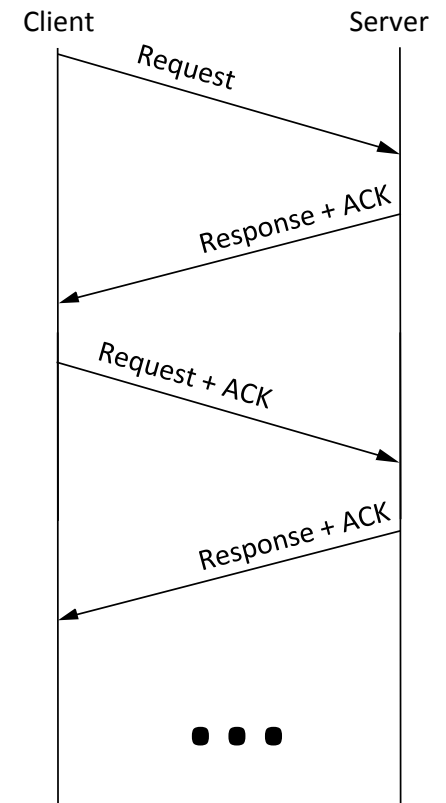 Client
Server
Request
Response + ACK
Request + ACK
Response + ACK